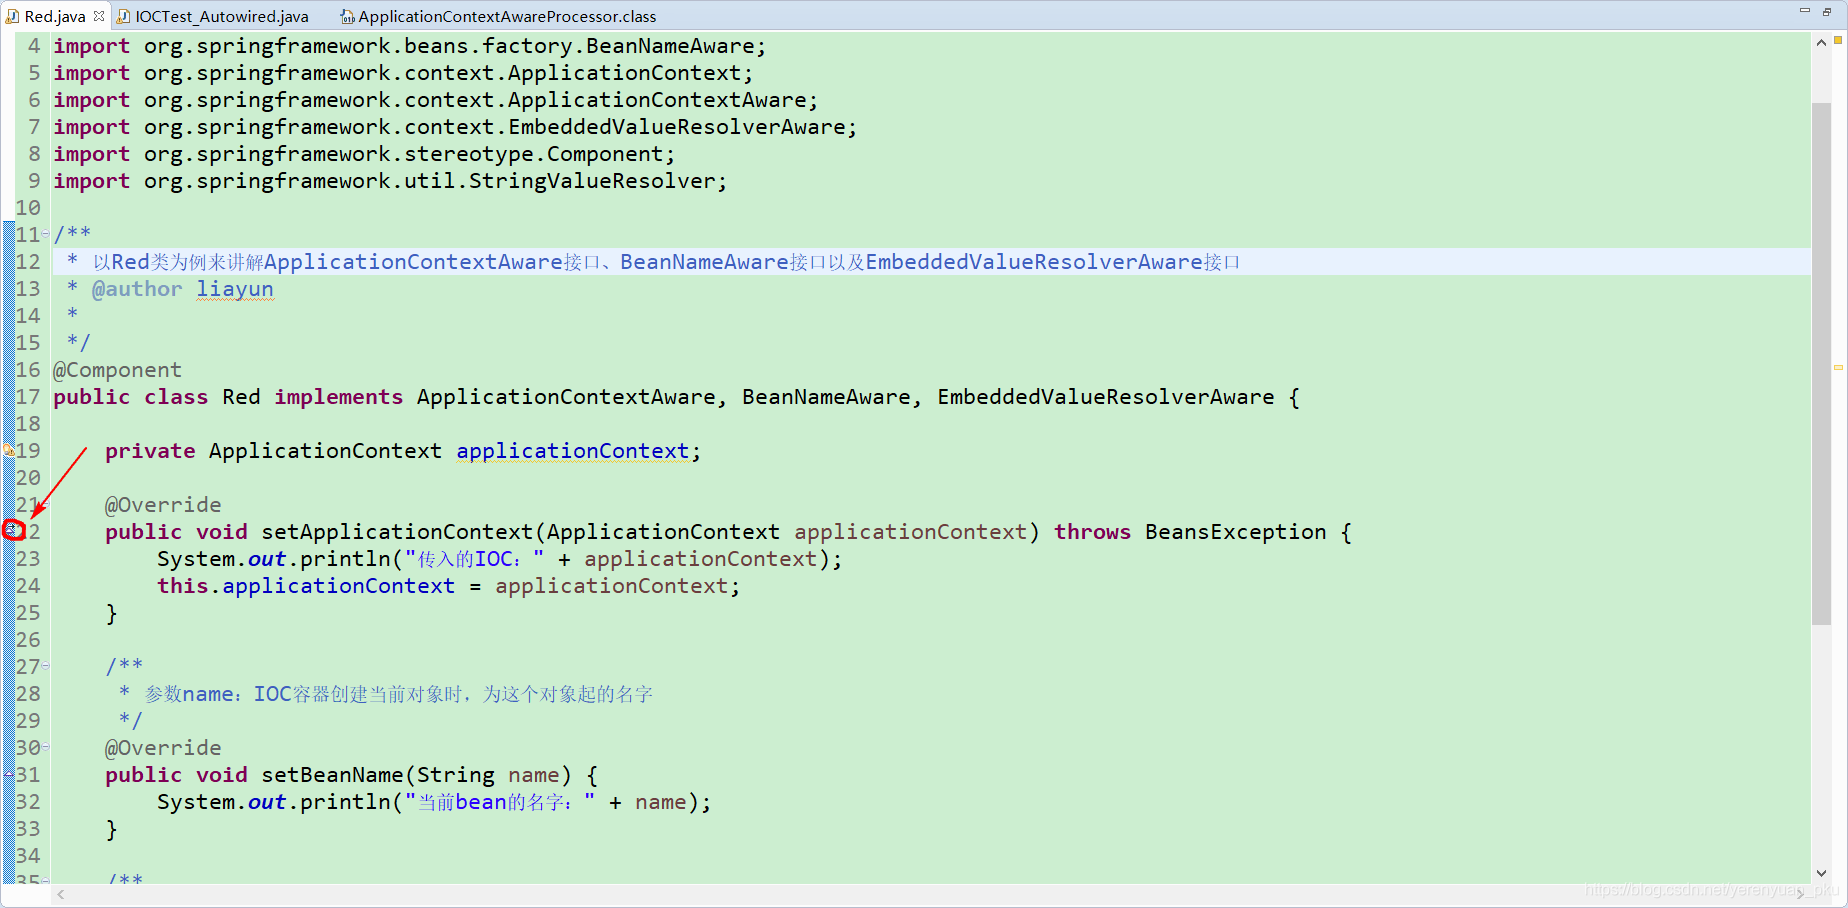 Red.java IOCTest_Autowired.java ApplicationContextAwareProcessor.class
4 import org.springframework.beans.factory.BeanNameAware;
5 import org.springframework.context.ApplicationContext;
6 import org.springframework.context.ApplicationContextAware;
7 import org.springframework.context.EmbeddedValueResolverAware;
8 import org.springframework.stereotype.Component;
9 import org.springframework.util.StringValueResolver;
10
11 /**
12 * 以Red类为例来讲解ApplicationContextAware接口、BeanNameAware接口以及EmbeddedValueResolverAware接口
13 * @author liayun
14 *
15 */
16 @Component
17 public class Red implements ApplicationContextAware, BeanNameAware, EmbeddedValueResolverAware {
18
19 private ApplicationContext applicationContext;
20
21 @Override
22 public void setApplicationContext(ApplicationContext applicationContext) throws BeansException {
23 System.out.println("传入的IOC：" + applicationContext);
24 this.applicationContext = applicationContext;
25 }
26
27 /**
28 * 参数name：IOC容器创建当前对象时，为这个对象起的名字
29 */
30 @Override
31 public void setBeanName(String name) {
32 System.out.println("当前bean的名字：" + name);
33 }
34
35 /**
https://blog.csdn.net/yerenyuan_pku